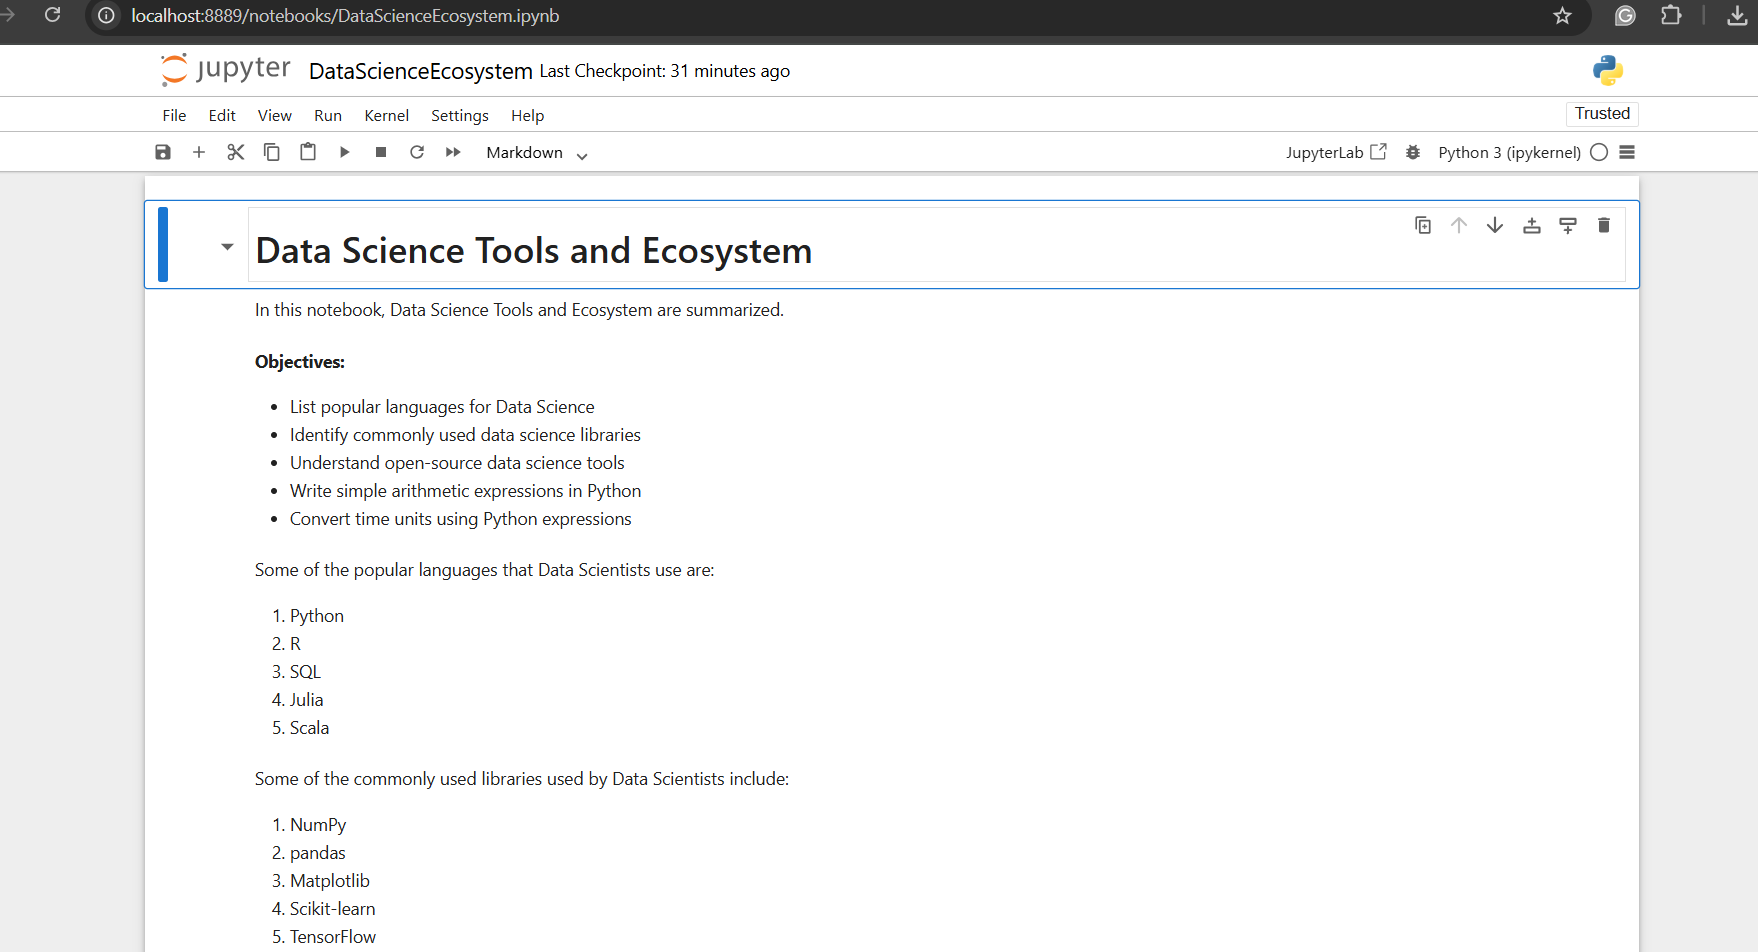 localhost:8889/notebooks/DataScienceEcosystem.ipynb
jupyter DataScienceEcosystem Last Checkpoint: 31 minutes ago
File Edit View Run Kernel Settings Help Trusted
Markdown JupyterLab Python 3 (ipykernel)
Data Science Tools and Ecosystem
In this notebook, Data Science Tools and Ecosystem are summarized.
Objectives:
• List popular languages for Data Science
• Identify commonly used data science libraries
• Understand open-source data science tools
• Write simple arithmetic expressions in Python
• Convert time units using Python expressions
Some of the popular languages that Data Scientists use are:
1. Python
2. R
3. SQL
4. Julia
5. Scala
Some of the commonly used libraries used by Data Scientists include:
1. NumPy
2. pandas
3. Matplotlib
4. Scikit-learn
5. TensorFlow